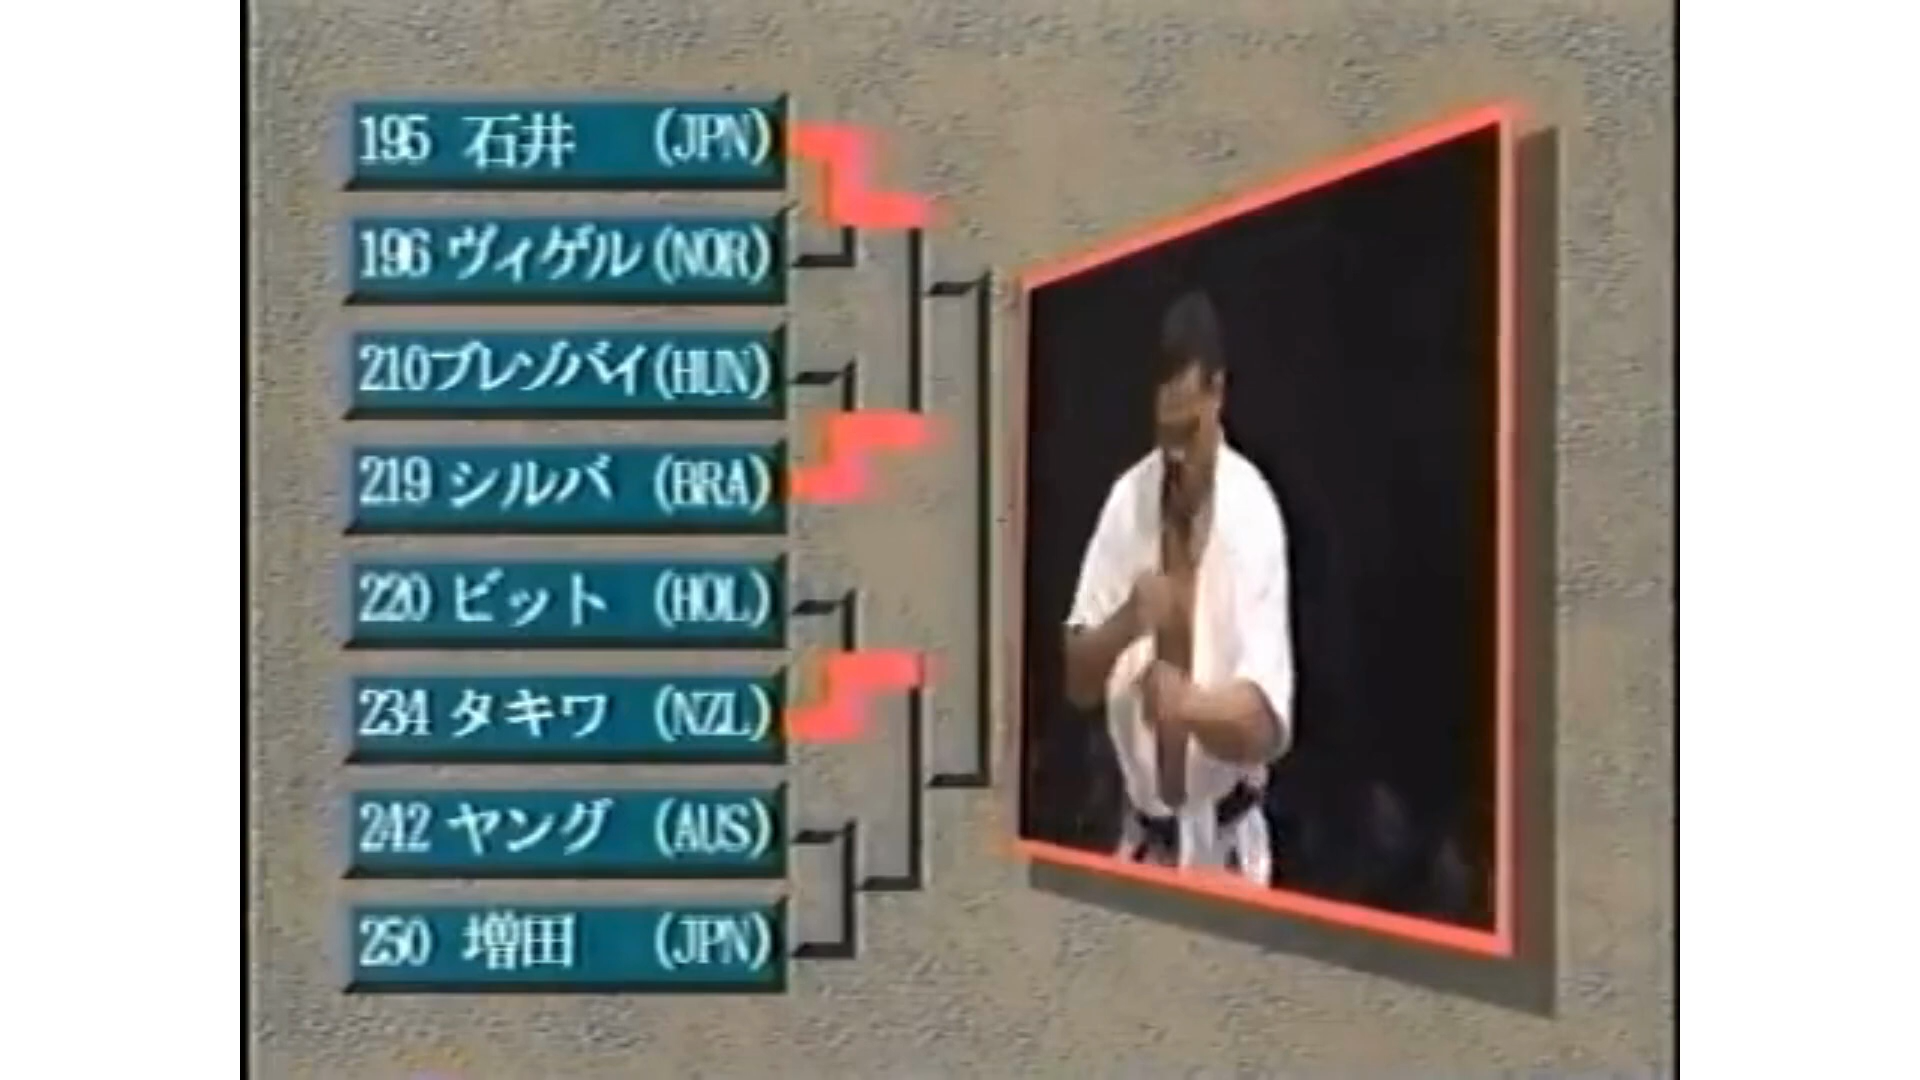 195 石井 (JPN)
196 ヴィゲル (NOR)
210 ブレゾバイ (HUN)
219 シルバ (BRA)
220 ビット (HOL)
234 タキワ (NZL)
242 ヤング (AUS)
250 増田 (JPN)